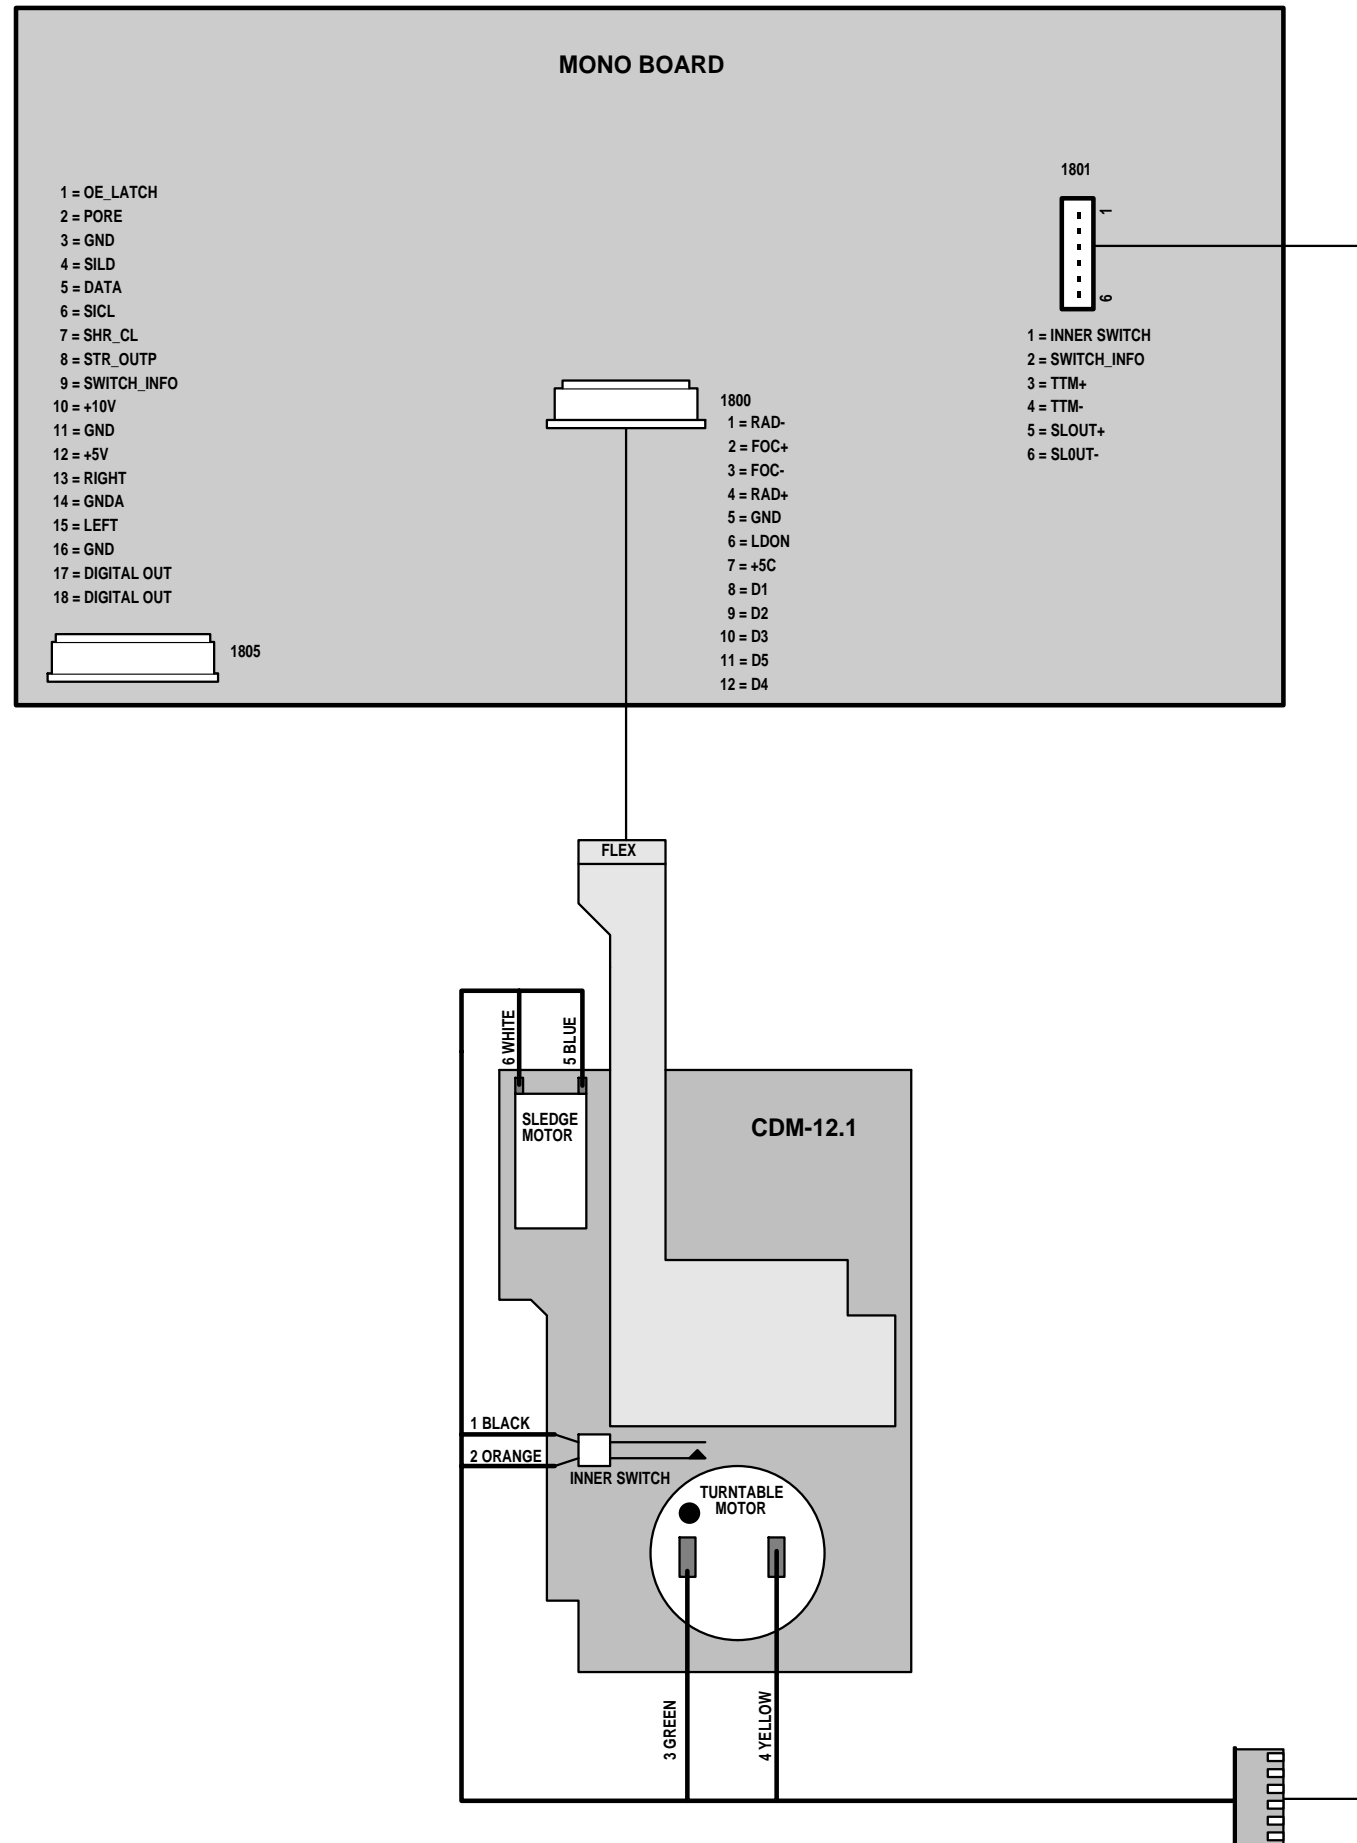 MONO BOARD
1 = OE_LATCH
2 = PORE
3 = GND
4 = SILD
5 = DATA
6 = SICL
7 = SHR_CL
8 = STR_OUTP
9 = SWITCH_INFO
10 = +10V
11 = GND
12 = +5V
13 = RIGHT
14 = GNDA
15 = LEFT
16 = GND
17 = DIGITAL OUT
18 = DIGITAL OUT
1805
1800
1 = RAD-
2 = FOC+
3 = FOC-
4 = RAD+
5 = GND
6 = LDON
7 = +5C
8 = D1
9 = D2
10 = D3
11 = D5
12 = D4
1801
1
6
1 = INNER SWITCH
2 = SWITCH_INFO
3 = TTM+
4 = TTM-
5 = SLOUT+
6 = SL0UT-
FLEX
6 WHITE
5 BLUE
SLEDGE
MOTOR
CDM-12.1
1 BLACK
2 ORANGE
INNER SWITCH
TURNTABLE
MOTOR
3 GREEN
4 YELLOW